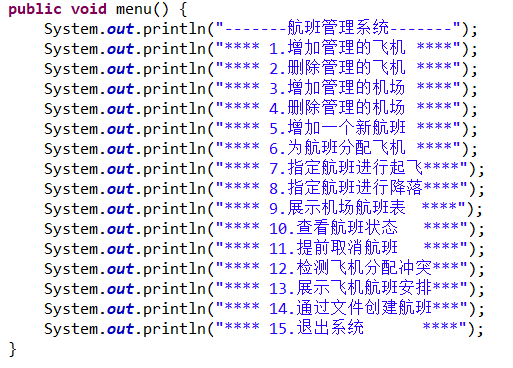 public void menu() {
    System.out.println("-------航班管理系统-------");
    System.out.println("**** 1.增加管理的飞机 ****");
    System.out.println("**** 2.删除管理的飞机 ****");
    System.out.println("**** 3.增加管理的机场 ****");
    System.out.println("**** 4.删除管理的机场 ****");
    System.out.println("**** 5.增加一个新航班 ****");
    System.out.println("**** 6.为航班分配飞机 ****");
    System.out.println("**** 7.指定航班进行起飞****");
    System.out.println("**** 8.指定航班进行降落****");
    System.out.println("**** 9.展示机场航班表  ****");
    System.out.println("**** 10.查看航班状态   ****");
    System.out.println("**** 11.提前取消航班   ****");
    System.out.println("**** 12.检测飞机分配冲突***");
    System.out.println("**** 13.展示飞机航班安排***");
    System.out.println("**** 14.通过文件创建航班***");
    System.out.println("**** 15.退出系统       ****");
}